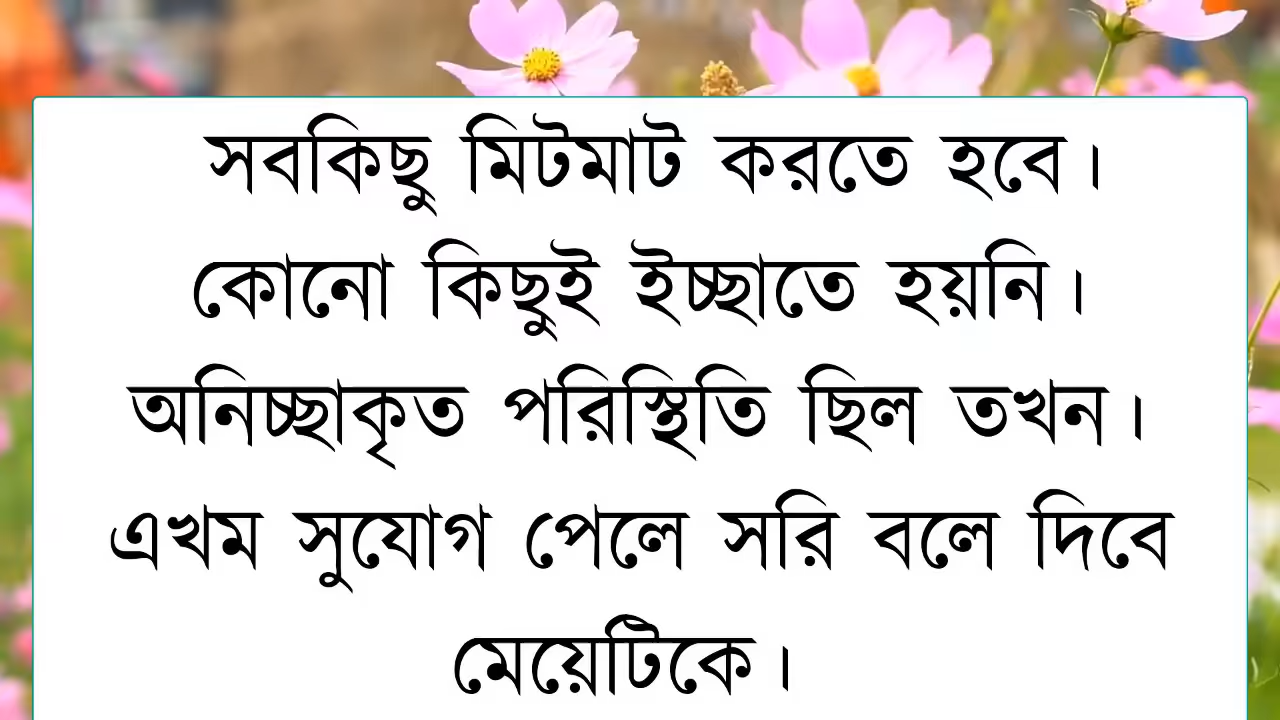 সবকিছু মিটমাট করতে হবে।
কোনো কিছুই ইচ্ছাতে হয়নি।
অনিচ্ছাকৃত পরিস্থিতি ছিল তখন।
এখম সুযোগ পেলে সরি বলে দিবে
মেয়েটিকে।